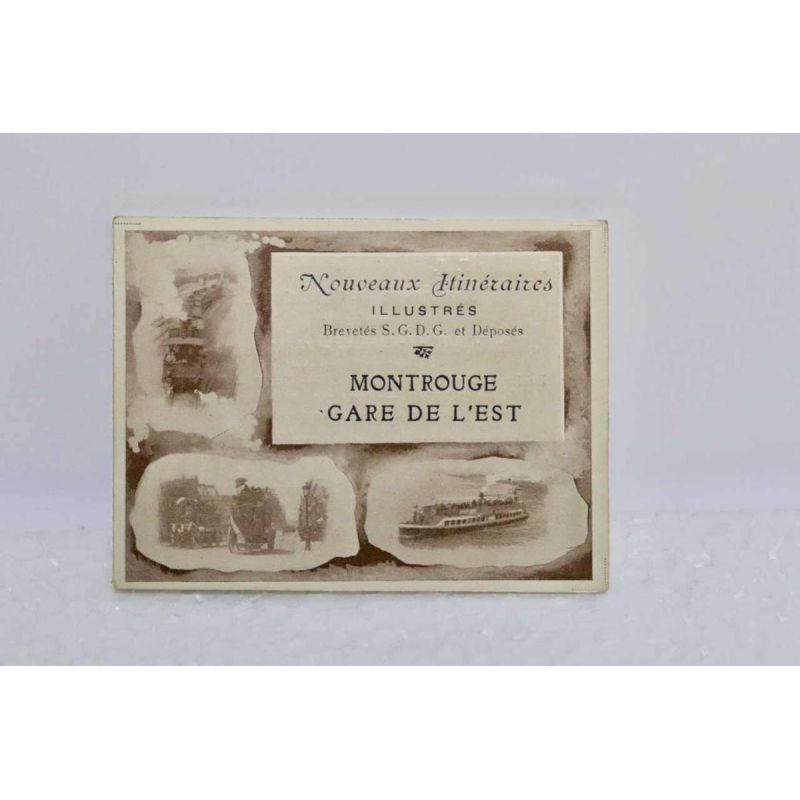 Nouveaux Itinéraires
ILLUSTRÉS
Brevetés S.G.D.G. et Déposés
MONTROUGE
GARE DE L'EST